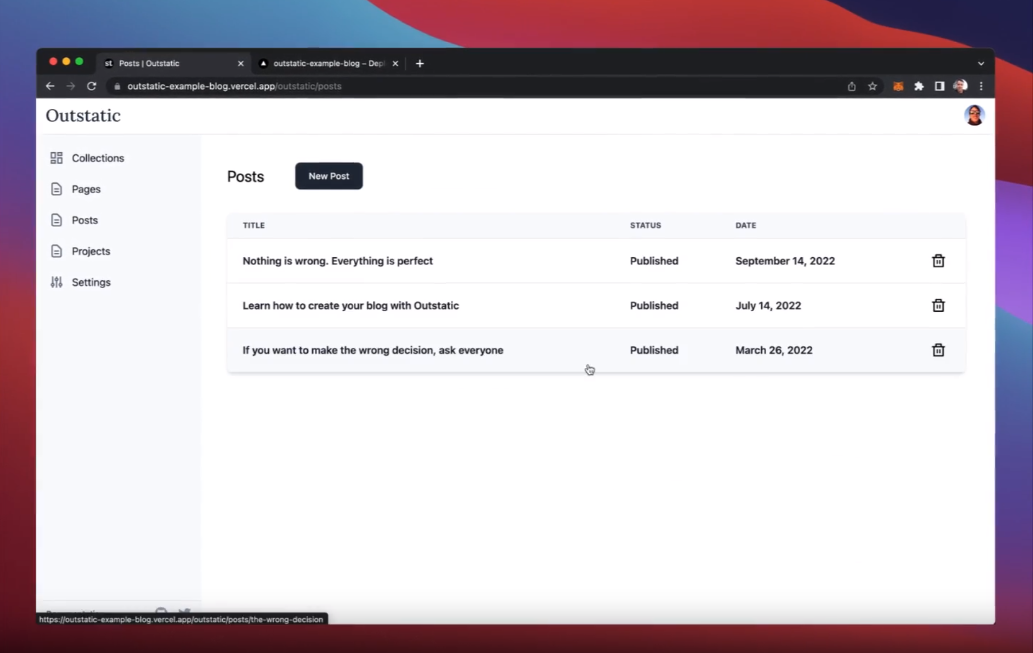 Posts | Outstatic
outstatic-example-blog – Depl
outstatic-example-blog.vercel.app/outstatic/posts
Outstatic
Collections
Pages
Posts
Projects
Settings
Posts
New Post
TITLE STATUS DATE
Nothing is wrong. Everything is perfect Published September 14, 2022
Learn how to create your blog with Outstatic Published July 14, 2022
If you want to make the wrong decision, ask everyone Published March 26, 2022
https://outstatic-example-blog.vercel.app/outstatic/posts/the-wrong-decision